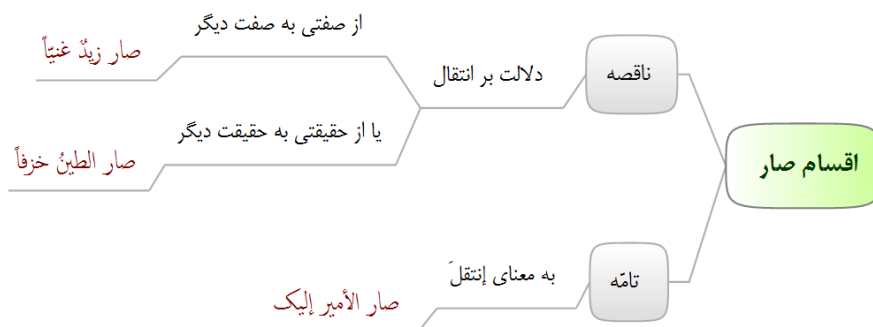 اقسام صار
ناقصه
دلالت بر انتقال
از صفتی به صفت دیگر
صار زیدٌ غنیّاً
یا از حقیقتی به حقیقت دیگر
صار الطینُ خزفاً
تامّه
به معنای إنتقلَ
صار الأمیر إلیک